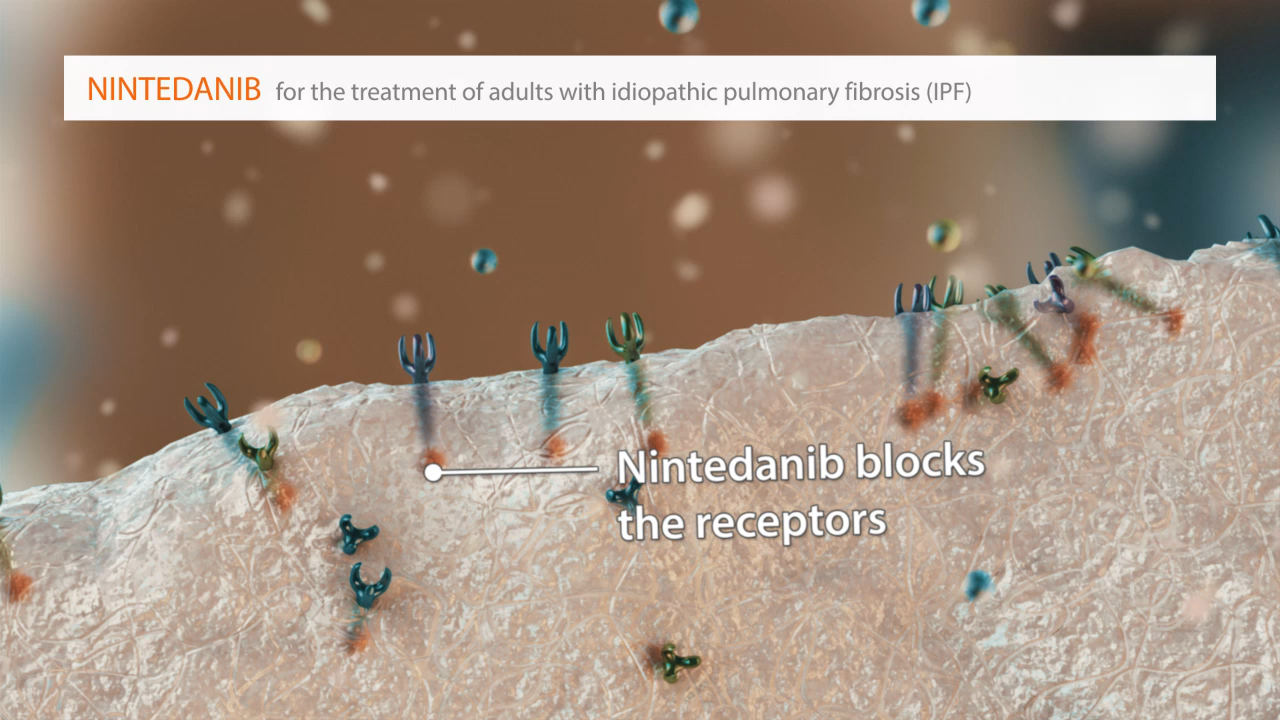 NINTEDANIB for the treatment of adults with idiopathic pulmonary fibrosis (IPF)
Nintedanib blocks
the receptors